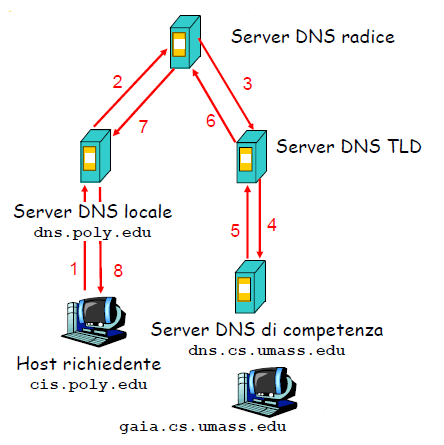 Server DNS radice
2
3
7
6
Server DNS TLD
Server DNS locale
dns.poly.edu
5
4
1
8
Server DNS di competenza
dns.cs.umass.edu
Host richiedente
cis.poly.edu
gaia.cs.umass.edu